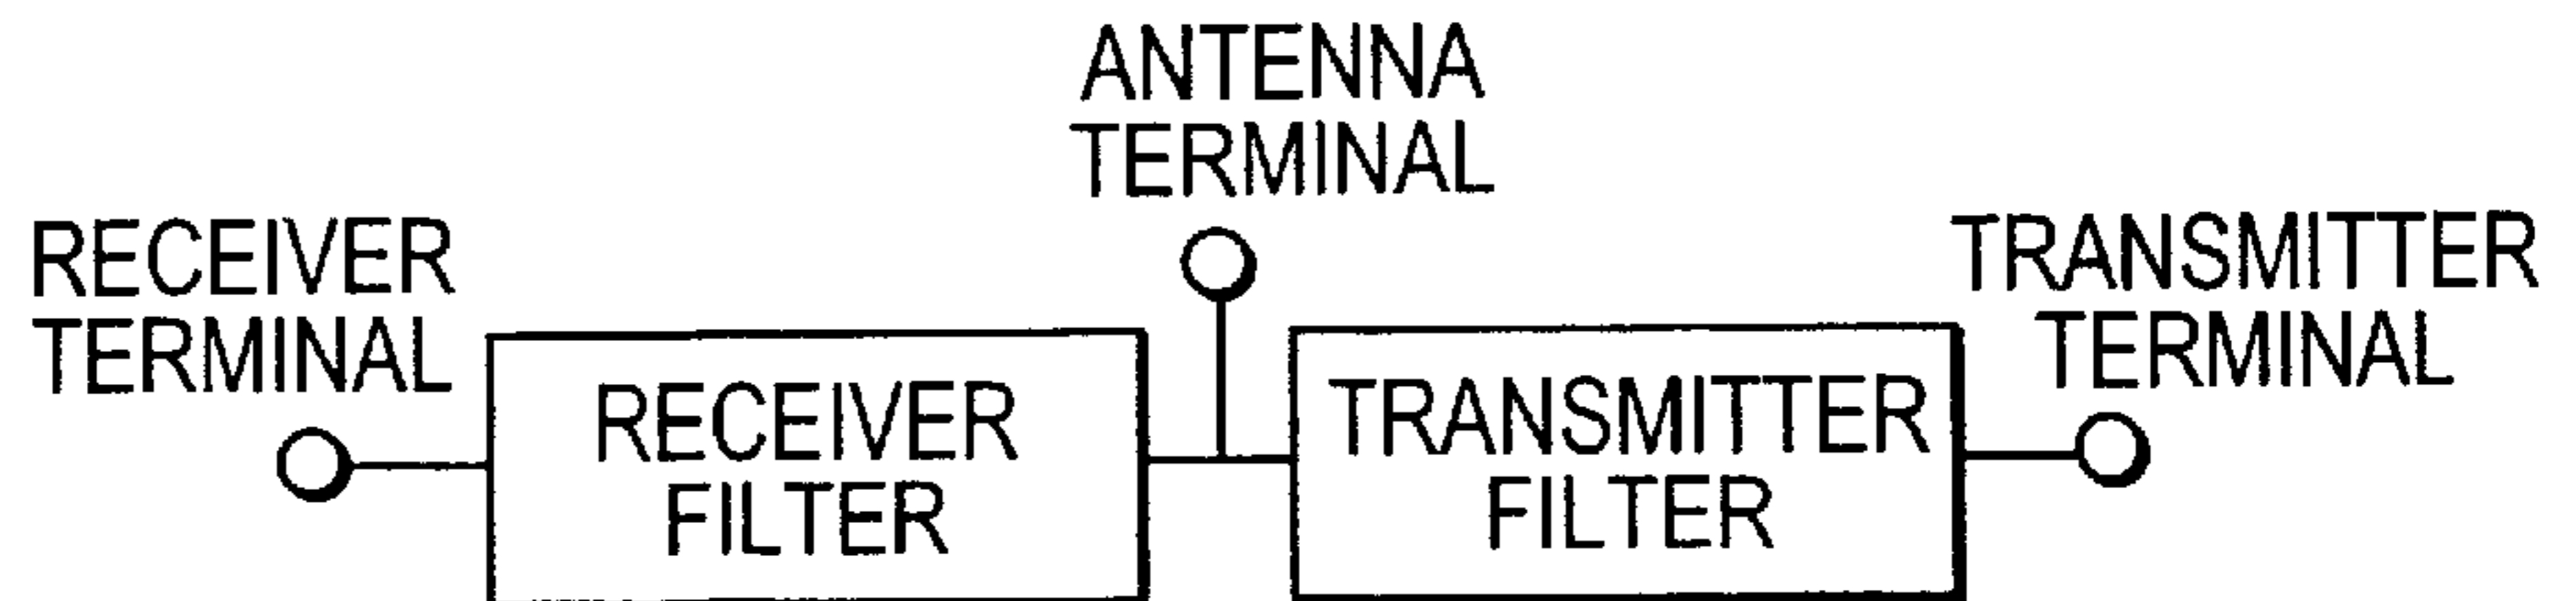 ANTENNA
TERMINAL
RECEIVER
TERMINAL
TRANSMITTER
TERMINAL
RECEIVER
FILTER
TRANSMITTER
FILTER